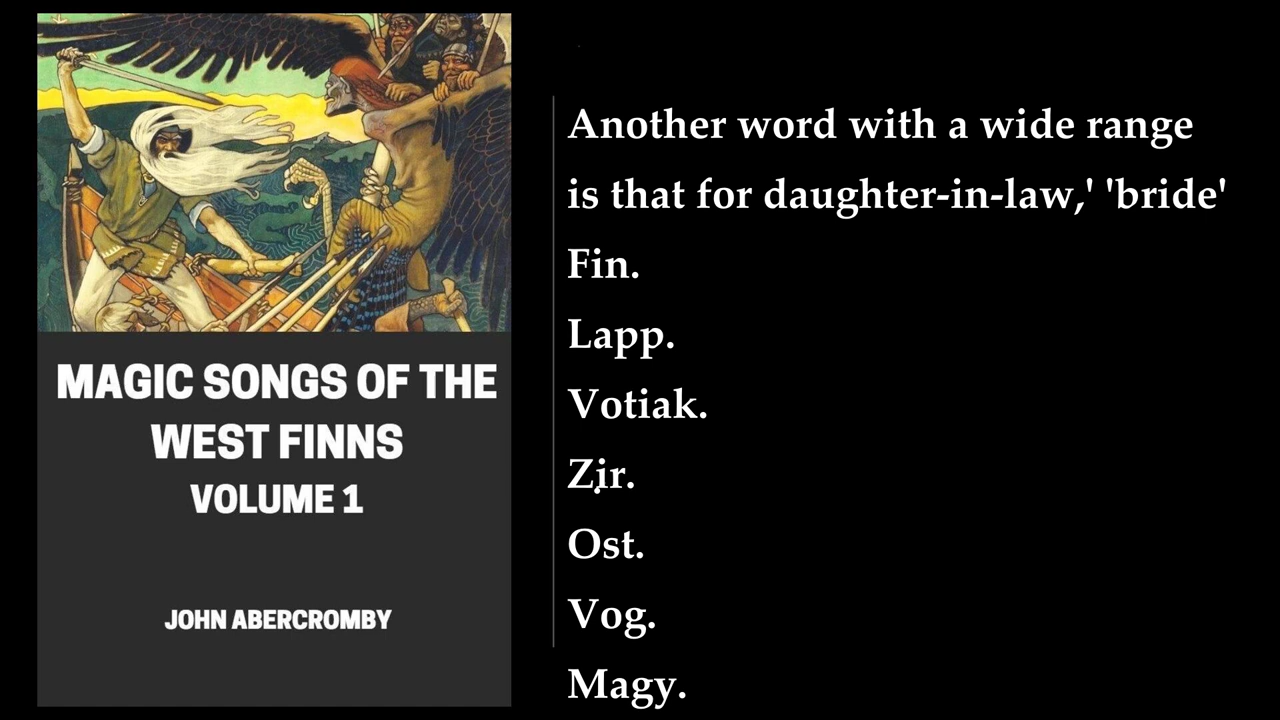 MAGIC SONGS OF THE
WEST FINNS
VOLUME 1
JOHN ABERCROMBY
Another word with a wide range
is that for daughter-in-law,' 'bride'
Fin.
Lapp.
Votiak.
Zịr.
Ost.
Vog.
Magy.